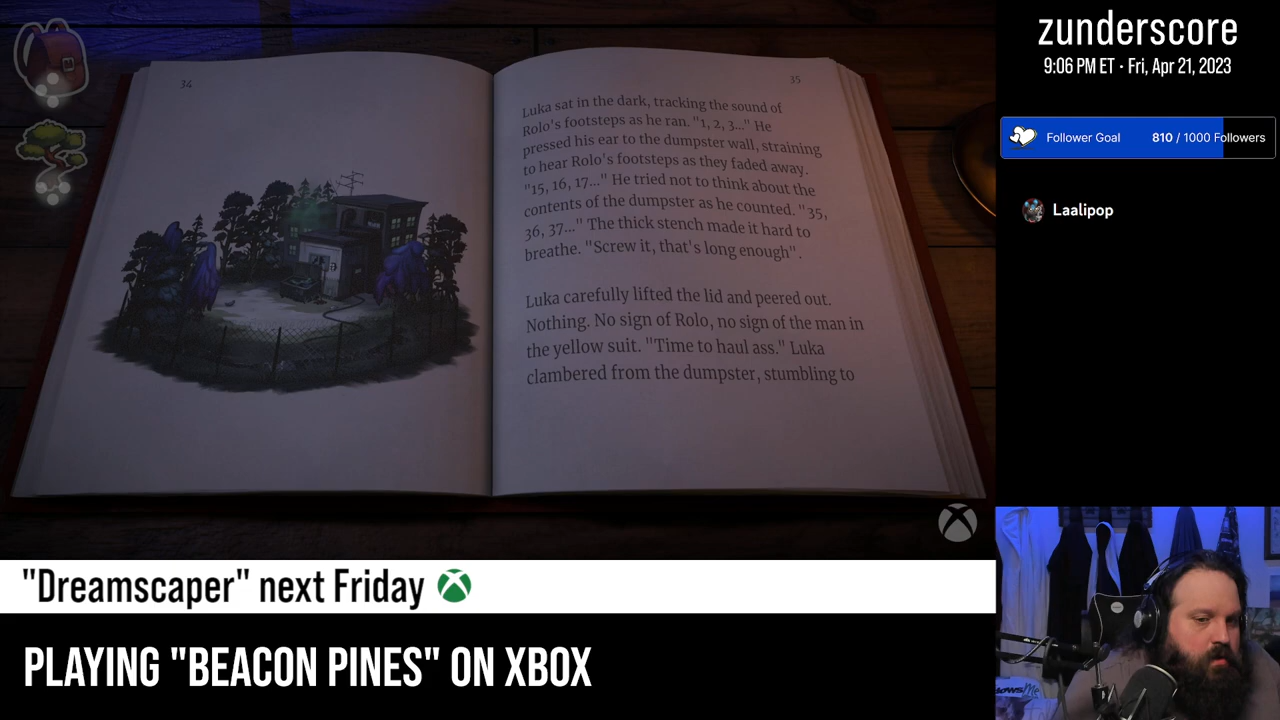 zunderscore
9:06 PM ET · Fri, Apr 21, 2023
Follower Goal 810 / 1000 Followers
Laalipop
34
35
Luka sat in the dark, tracking the sound of
Rolo's footsteps as he ran. "1, 2, 3..." He
pressed his ear to the dumpster wall, straining
to hear Rolo's footsteps as they faded away.
"15, 16, 17..." He tried not to think about the
contents of the dumpster as he counted. "35,
36, 37..." The thick stench made it hard to
breathe. "Screw it, that's long enough".
Luka carefully lifted the lid and peered out.
Nothing. No sign of Rolo, no sign of the man in
the yellow suit. "Time to haul ass." Luka
clambered from the dumpster, stumbling to
"Dreamscaper" next Friday
PLAYING "BEACON PINES" ON XBOX